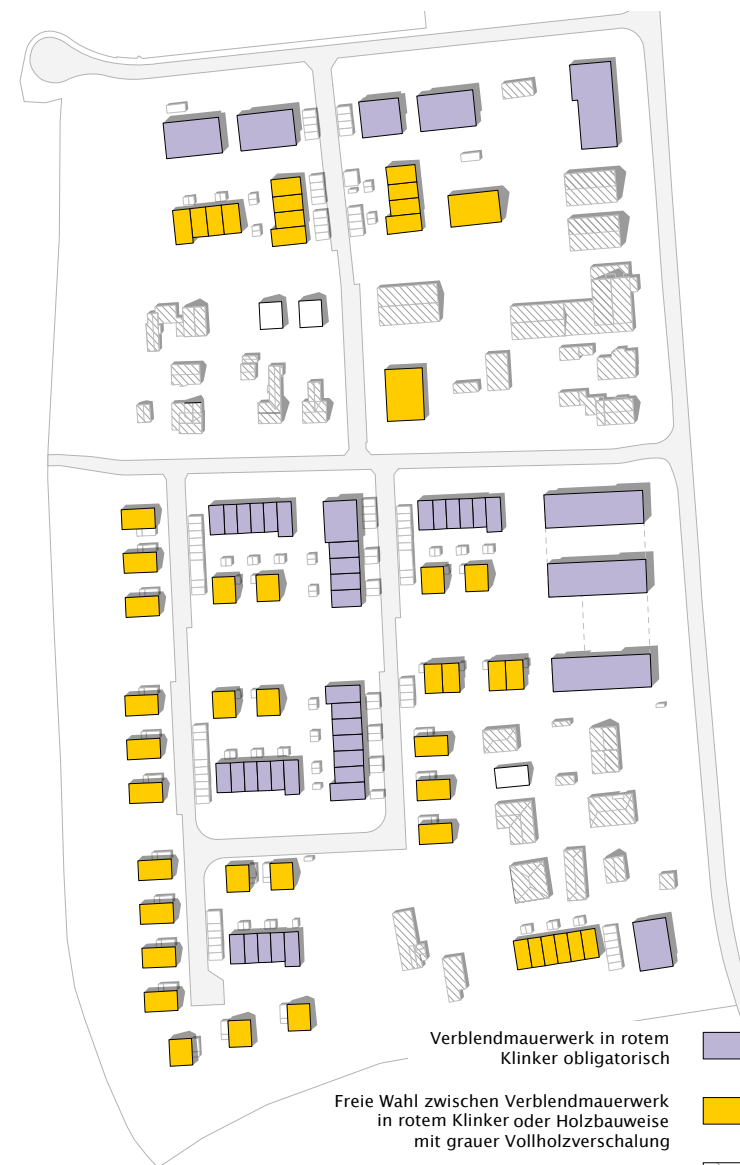 Verblendmauerwerk in rotem
Klinker obligatorisch
Freie Wahl zwischen Verblendmauerwerk
in rotem Klinker oder Holzbauweise
mit grauer Vollholzverschalung